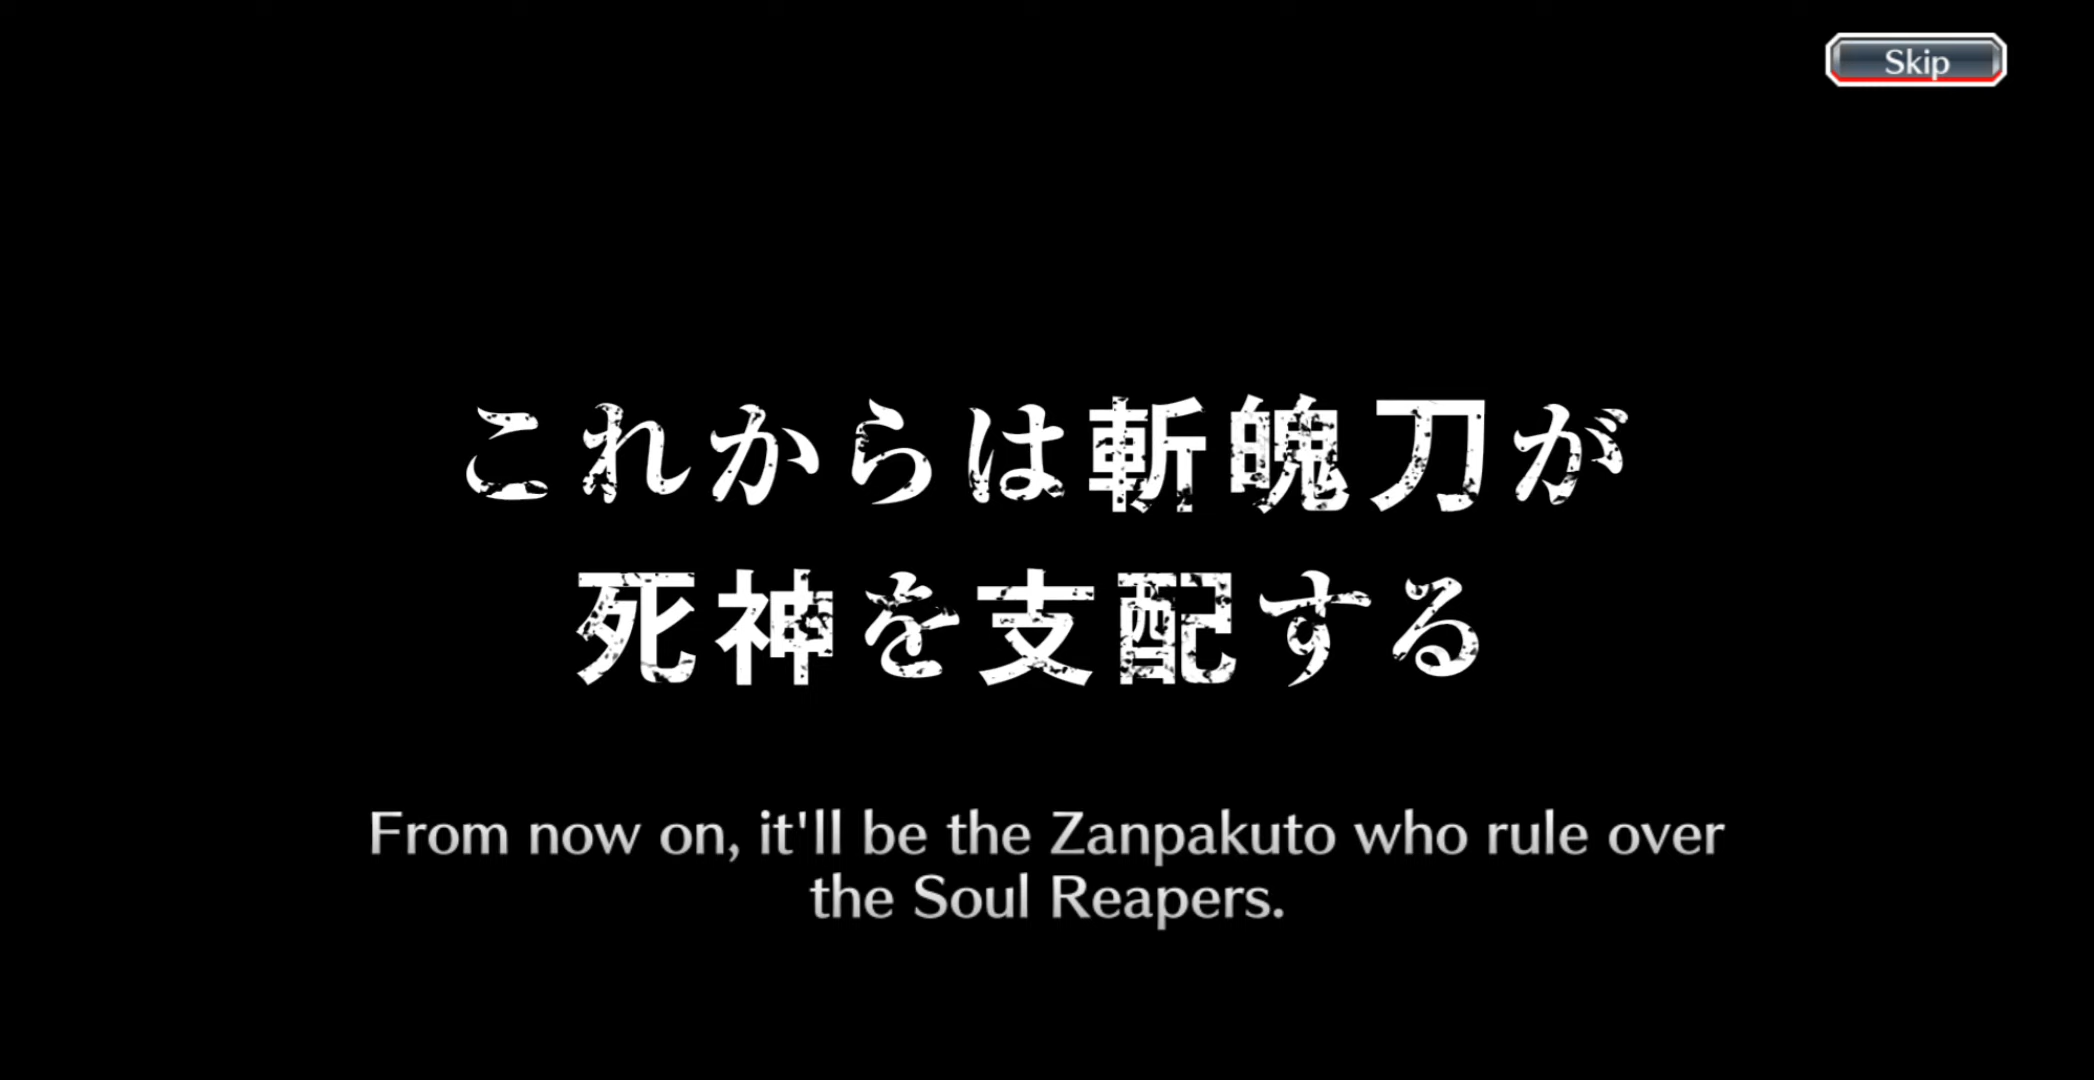 Skip
これからは斬魄刀が
死神を支配する
From now on, it'll be the Zanpakuto who rule over
the Soul Reapers.